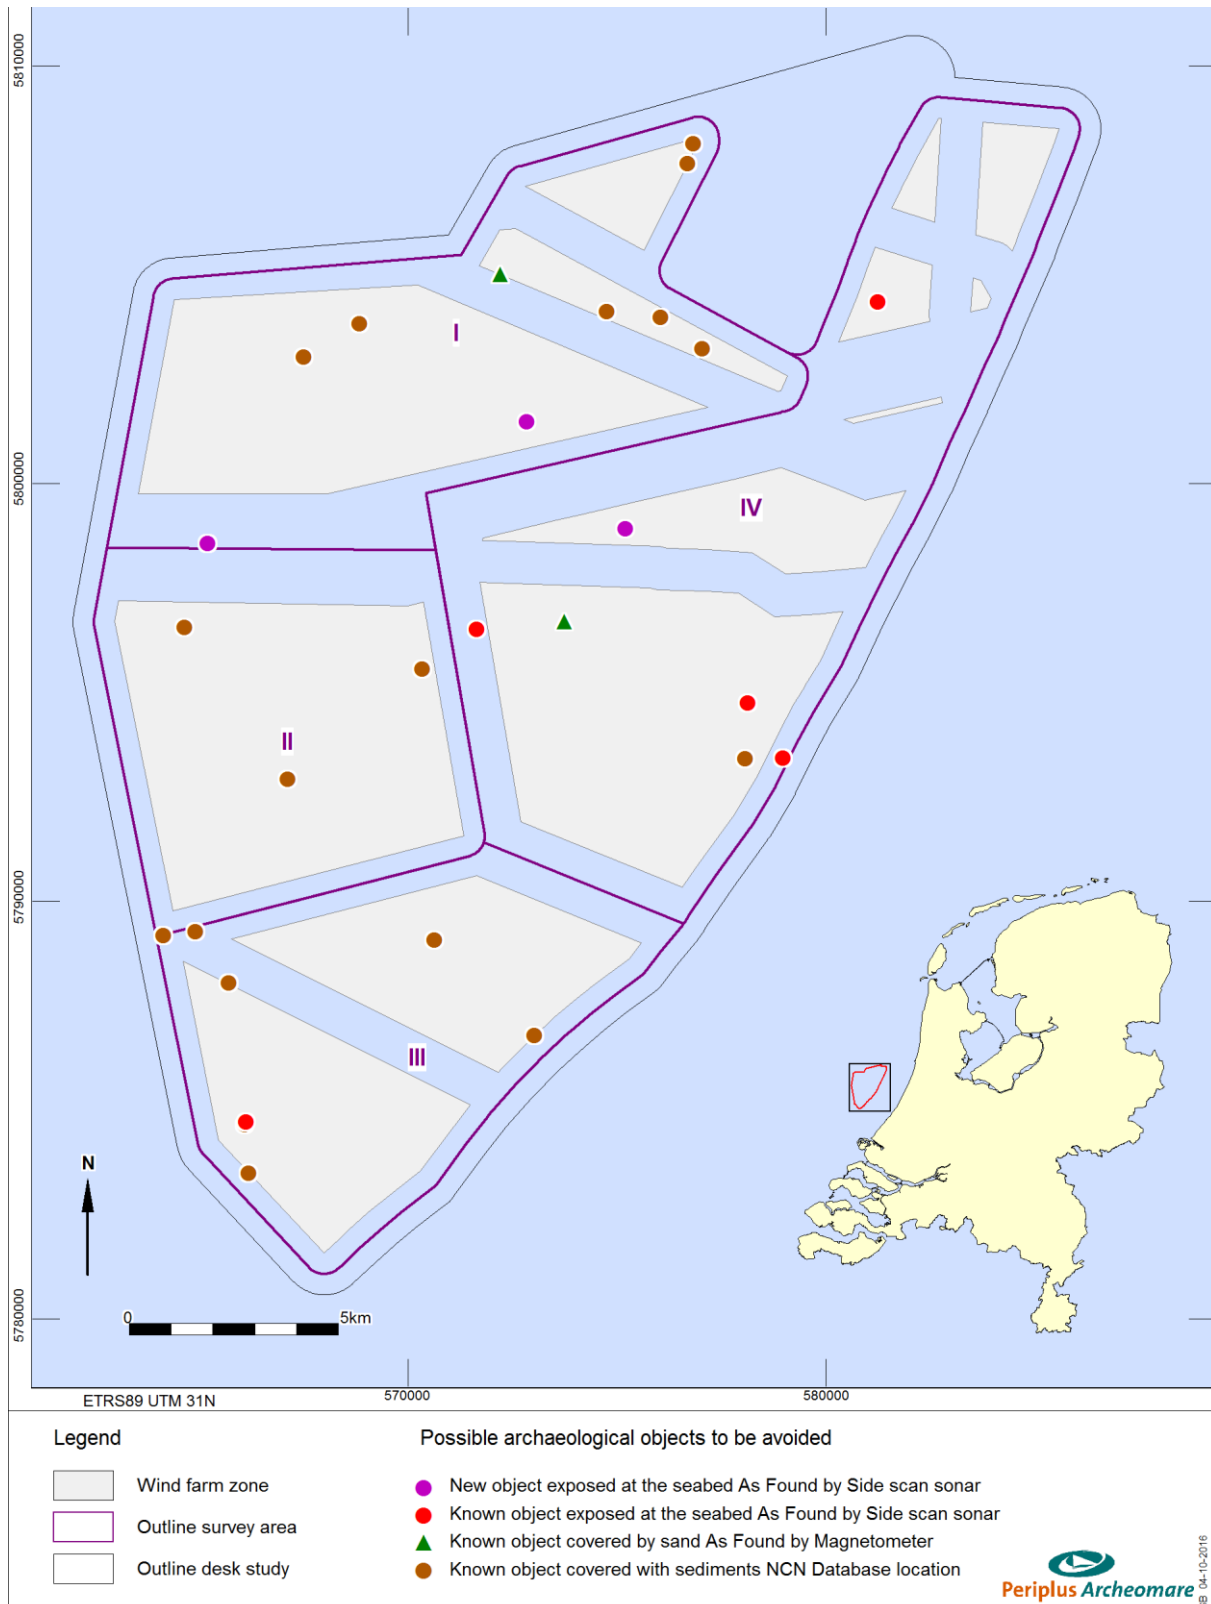 5810000
I
5800000
IV
II
5790000
III
N
0 5km
5780000
570000 580000
ETRS89 UTM 31N
Legend
Wind farm zone
Outline survey area
Outline desk study
Possible archaeological objects to be avoided
New object exposed at the seabed As Found by Side scan sonar
Known object exposed at the seabed As Found by Side scan sonar
Known object covered by sand As Found by Magnetometer
Known object covered with sediments NCN Database location
Periplus Archeomare
04-10-2016